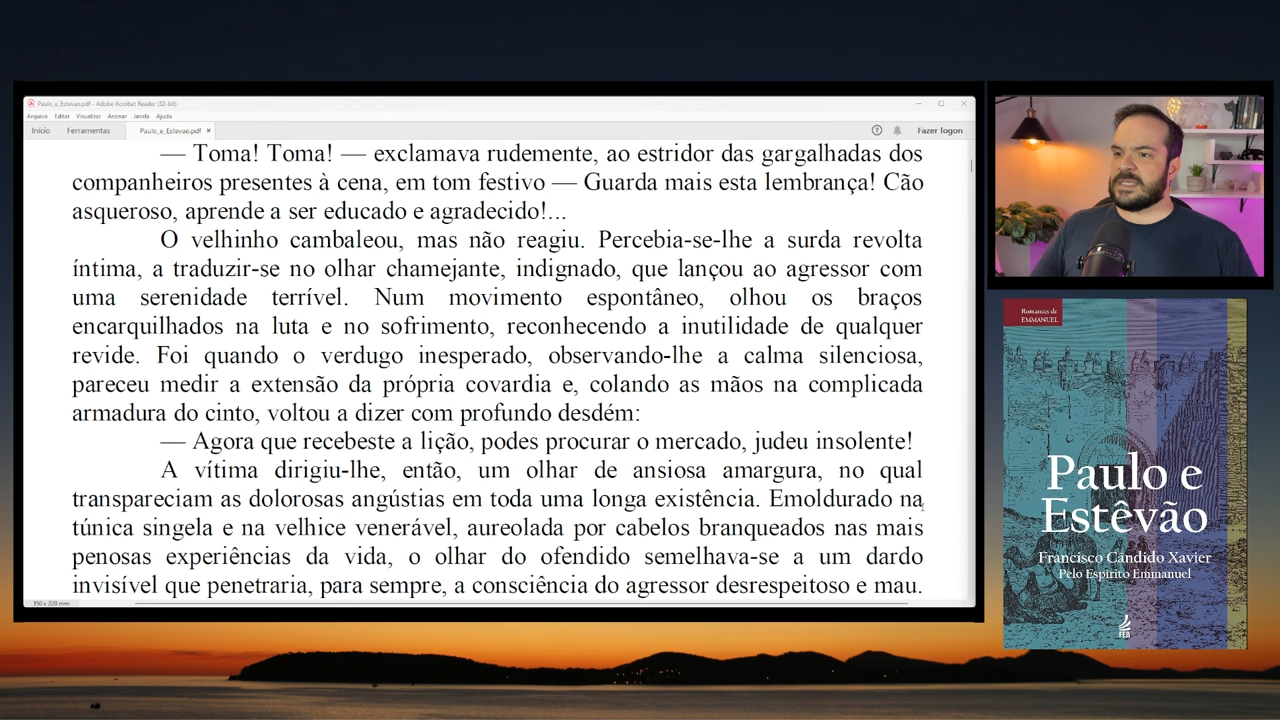 Paulo_e_Estevao.pdf - Adobe Acrobat Reader (32-bit)
Arquivo Editar Visualizar Assinar Janela Ajuda
Início Ferramentas Paulo_e_Estevao.pdf × Fazer logon
— Toma! Toma! — exclamava rudemente, ao estridor das gargalhadas dos
companheiros presentes à cena, em tom festivo — Guarda mais esta lembrança! Cão
asqueroso, aprende a ser educado e agradecido!...
O velhinho cambaleou, mas não reagiu. Percebia-se-lhe a surda revolta
íntima, a traduzir-se no olhar chamejante, indignado, que lançou ao agressor com
uma serenidade terrível. Num movimento espontâneo, olhou os braços
encarquilhados na luta e no sofrimento, reconhecendo a inutilidade de qualquer
revide. Foi quando o verdugo inesperado, observando-lhe a calma silenciosa,
pareceu medir a extensão da própria covardia e, colando as mãos na complicada
armadura do cinto, voltou a dizer com profundo desdém:
— Agora que recebeste a lição, podes procurar o mercado, judeu insolente!
A vítima dirigiu-lhe, então, um olhar de ansiosa amargura, no qual
transpareciam as dolorosas angústias em toda uma longa existência. Emoldurado na
túnica singela e na velhice venerável, aureolada por cabelos branqueados nas mais
penosas experiências da vida, o olhar do ofendido semelhava-se a um dardo
invisível que penetraria, para sempre, a consciência do agressor desrespeitoso e mau.
150 x 220 mm
Romances de
EMMANUEL
Paulo e
Estêvão
Francisco Cândido Xavier
Pelo Espírito Emmanuel
FEB